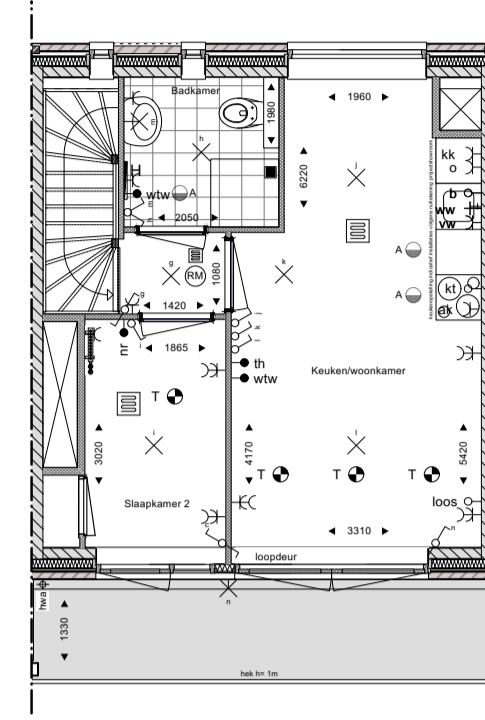 Badkamer
1960
1980
m
h
j
kk
o
6220
wtw
A
b
ww
vw
m
h
2050
k
A
g
RM
1080
A
kt
ak
g
1420
j
k
l
nr
i
1865
th
wtw
Keuken/woonkamer
T
i
l
3020
4170
5420
T
T
T
Slaapkamer 2
loos
n
n
3310
loopdeur
hwa
n
1330
hek h= 1m